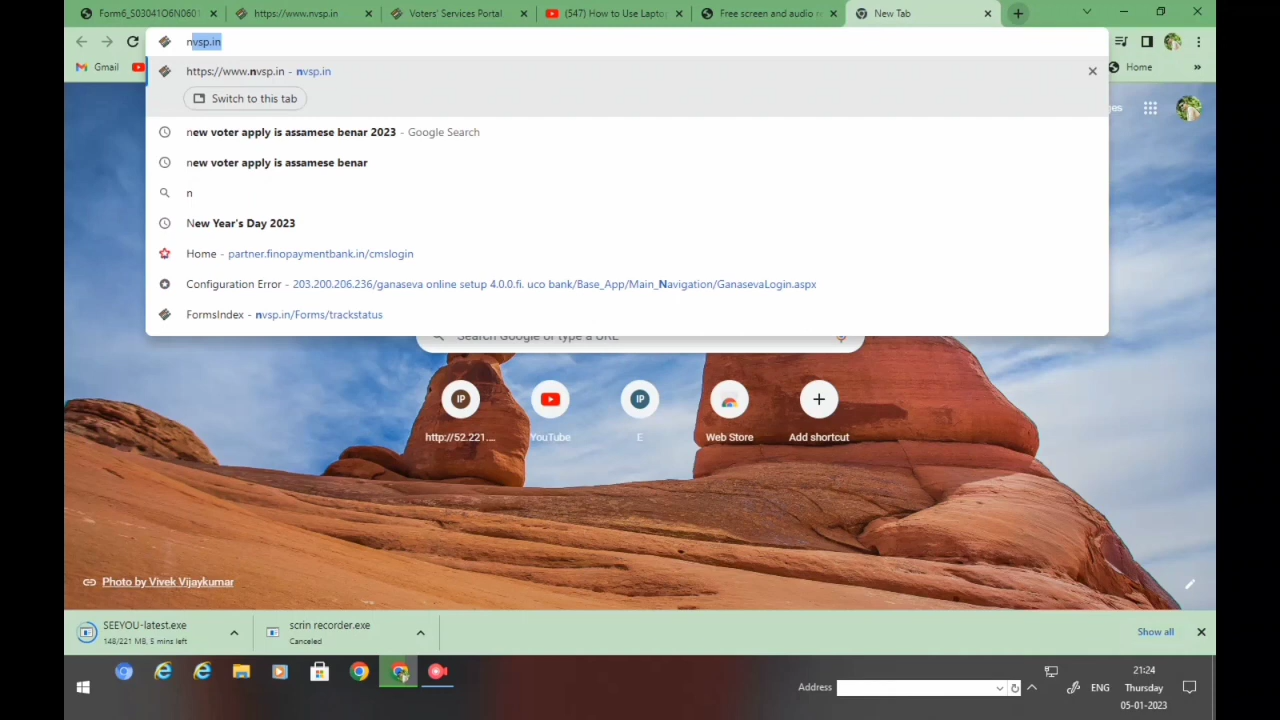 Form6_S03041O6N0601
https://www.nvsp.in
Voters' Services Portal
(547) How to Use Lapto
Free screen and audio re
New Tab
nvsp.in
Gmail
Home
»
https://www.nvsp.in - nvsp.in
Switch to this tab
new voter apply is assamese benar 2023 - Google Search
new voter apply is assamese benar
n
New Year's Day 2023
Home - partner.finopaymentbank.in/cmslogin
Configuration Error - 203.200.206.236/ganaseva online setup 4.0.0.fi. uco bank/Base_App/Main_Navigation/GanasevaLogin.aspx
FormsIndex - nvsp.in/Forms/trackstatus
Search Google or type a URL
IP
IP
http://52.221....
YouTube
E
Web Store
Add shortcut
Photo by Vivek Vijaykumar
SEEYOU-latest.exe
148/221 MB, 5 mins left
scrin recorder.exe
Canceled
Show all
Address
ENG
21:24
Thursday
05-01-2023